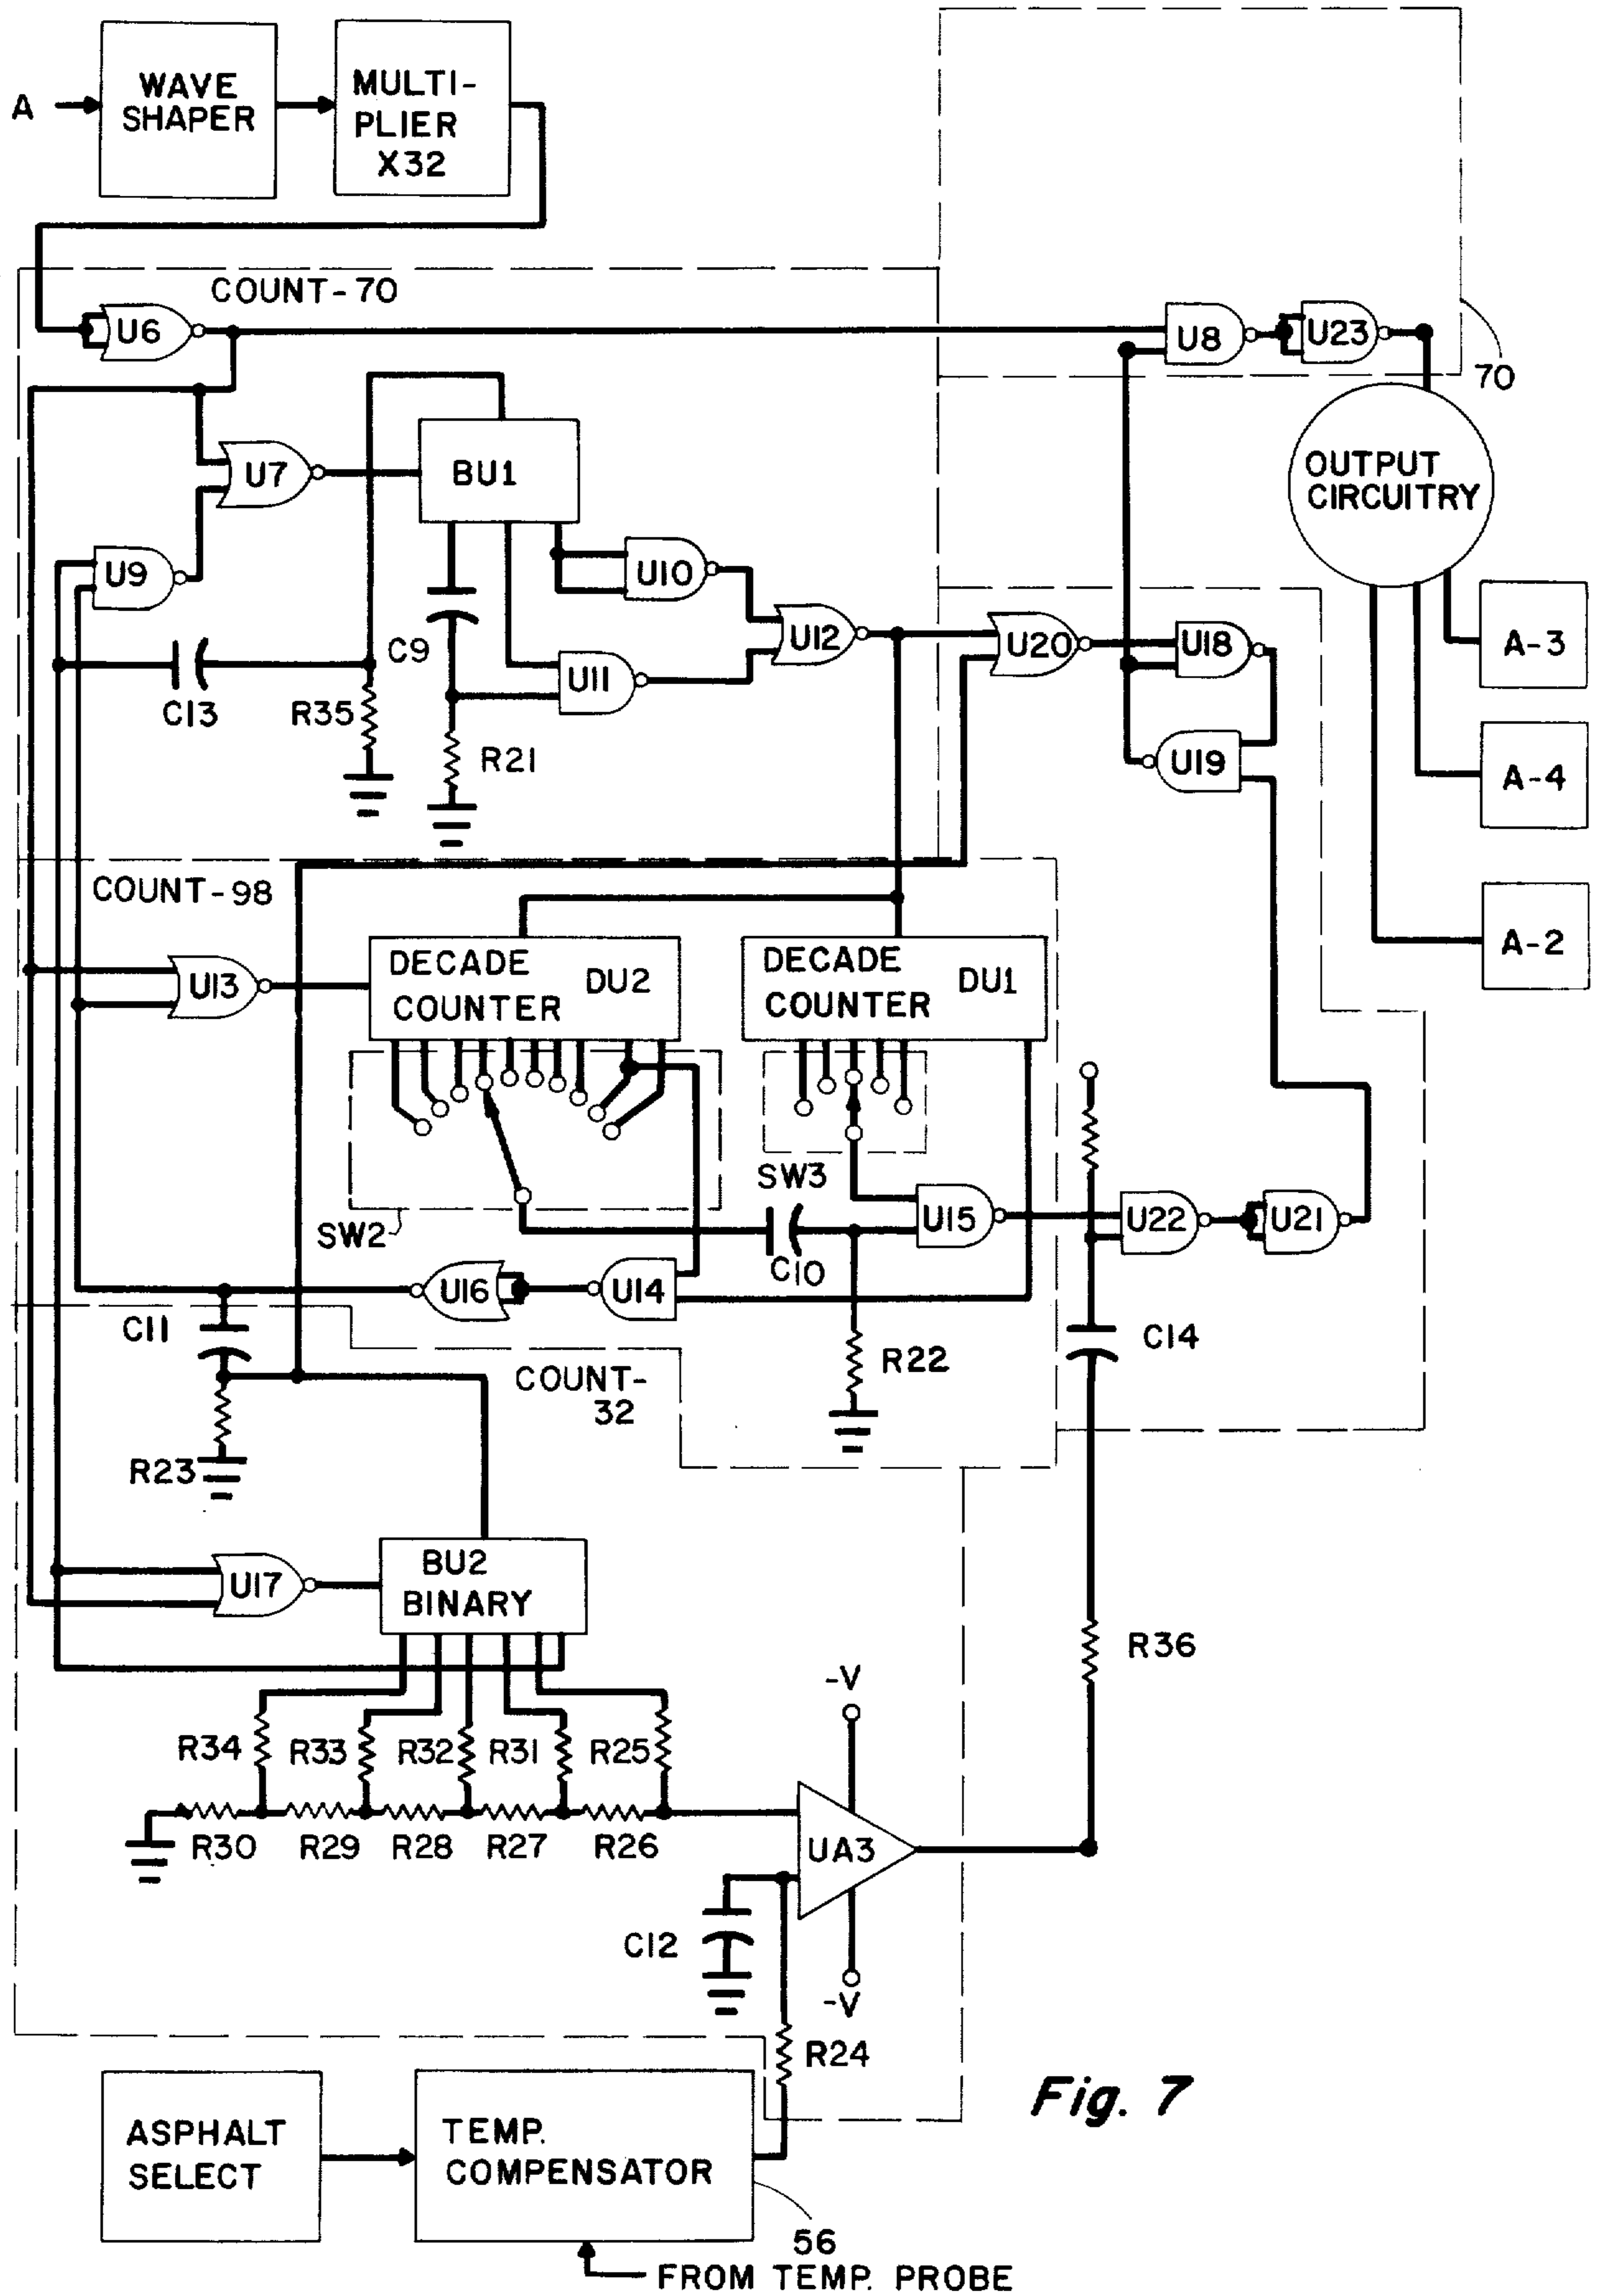 A
WAVE
SHAPER
MULTI-
PLIER
X32
COUNT-70
U6
U8
U23
70
U7
BU1
OUTPUT
CIRCUITRY
U9
U10
C9
U12
U20
U18
A-3
U11
C13
R35
R21
U19
A-4
COUNT-98
A-2
U13
DECADE
COUNTER
DU2
DECADE
COUNTER
DU1
SW3
SW2
U15
U22
U21
C10
U16
U14
C11
C14
R22
COUNT-
32
R23
BU2
BINARY
U17
R36
-V
R34
R33
R32
R31
R25
R30
R29
R28
R27
R26
UA3
C12
-V
R24
Fig. 7
ASPHALT
SELECT
TEMP.
COMPENSATOR
56
FROM TEMP. PROBE